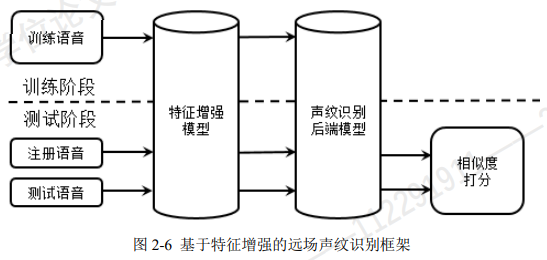 训练语音
训练阶段
测试阶段
注册语音
测试语音
特征增强
模型
声纹识别
后端模型
相似度
打分
图 2-6 基于特征增强的远场声纹识别框架